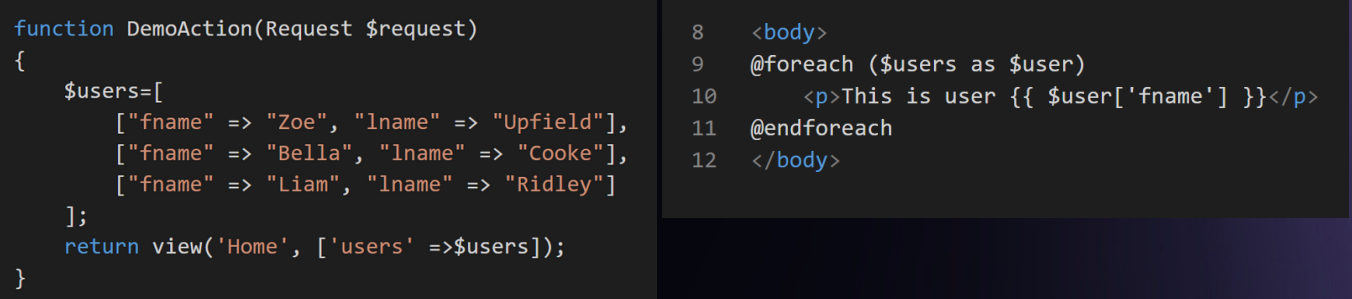 function DemoAction(Request $request)
{
    $users=[
        ["fname" => "Zoe", "lname" => "Upfield"],
        ["fname" => "Bella", "lname" => "Cooke"],
        ["fname" => "Liam", "lname" => "Ridley"]
    ];
    return view('Home', ['users' =>$users]);
}
8 <body>
9 @foreach ($users as $user)
10     <p>This is user {{ $user['fname'] }}</p>
11 @endforeach
12 </body>